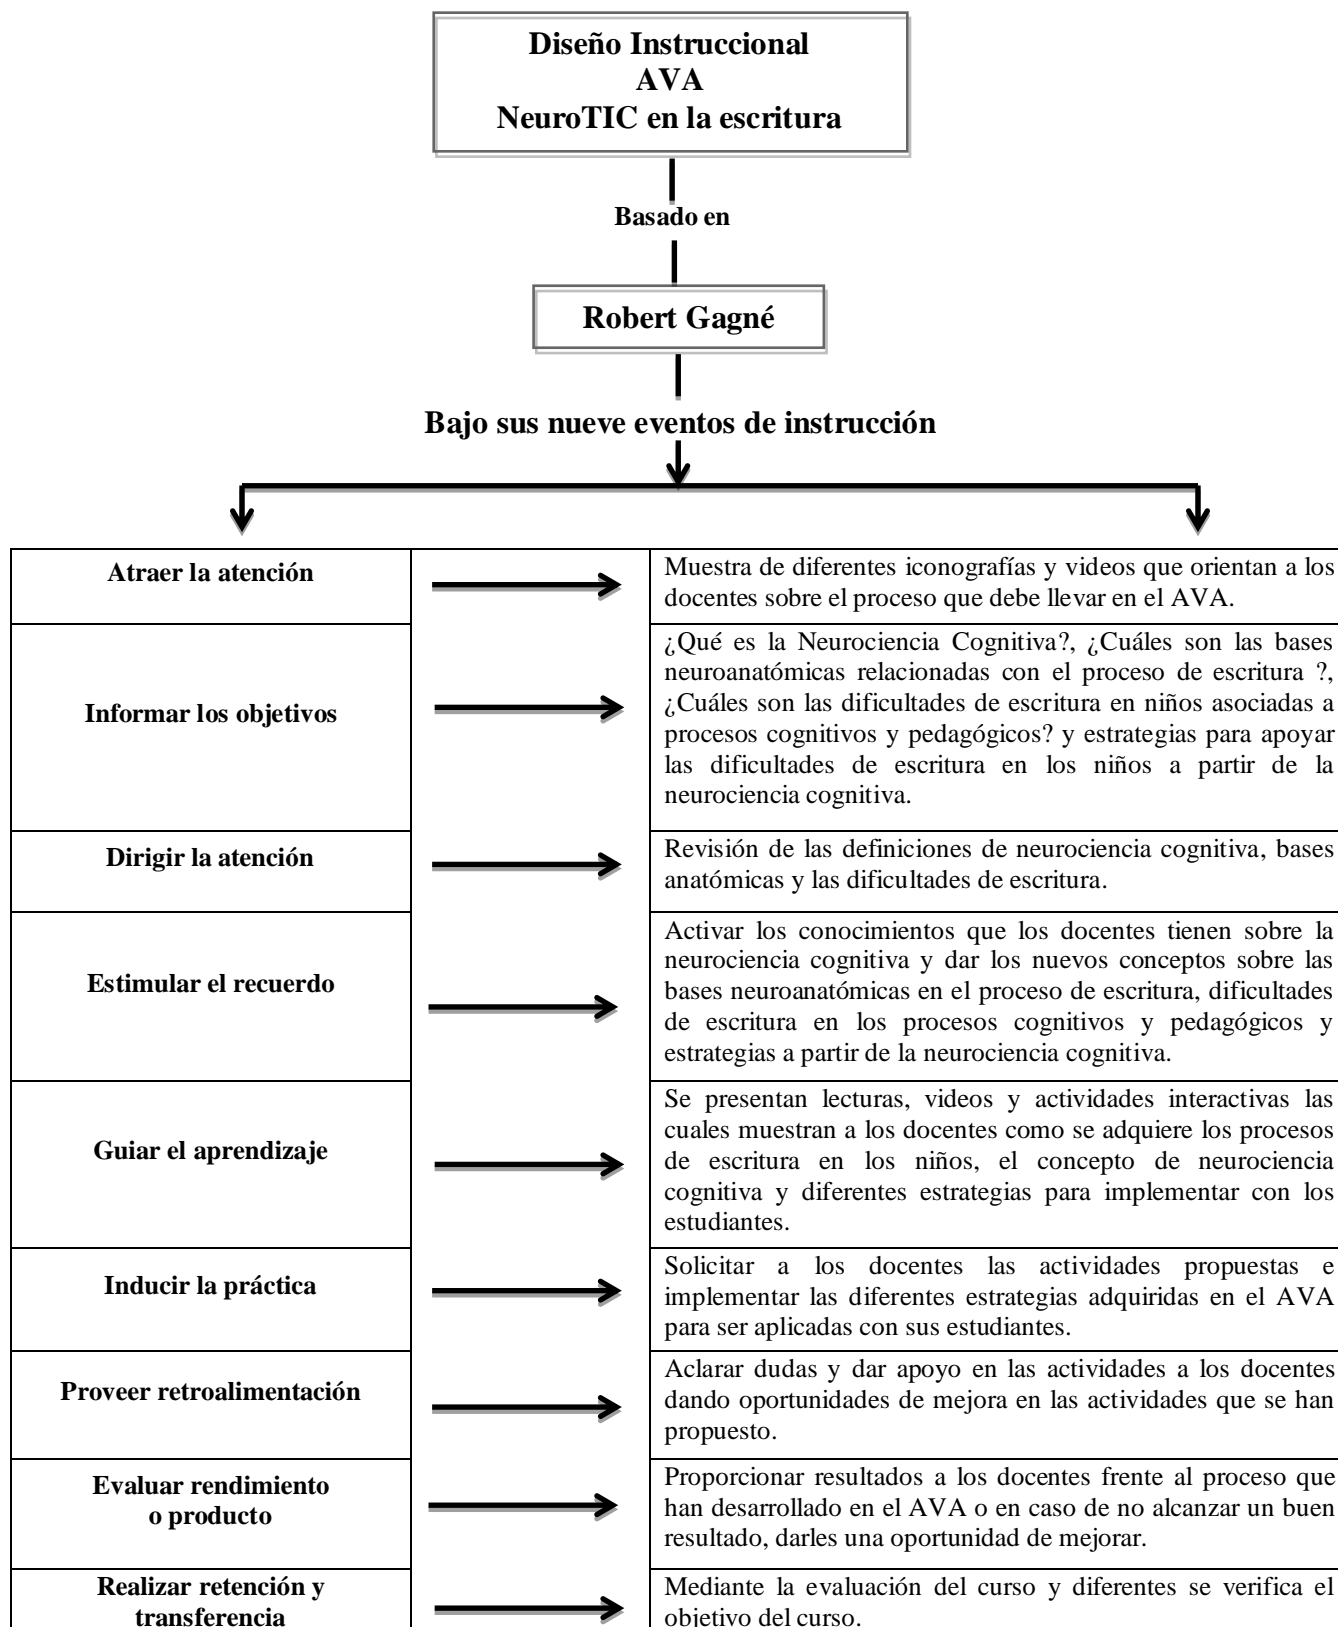 Diseño Instruccional
AVA
NeuroTIC en la escritura
Basado en
Robert Gagné
Bajo sus nueve eventos de instrucción
Atraer la atención
Muestra de diferentes iconografías y videos que orientan a los
docentes sobre el proceso que debe llevar en el AVA.
Informar los objetivos
¿Qué es la Neurociencia Cognitiva?, ¿Cuáles son las bases
neuroanatómicas relacionadas con el proceso de escritura ?,
¿Cuáles son las dificultades de escritura en niños asociadas a
procesos cognitivos y pedagógicos? y estrategias para apoyar
las dificultades de escritura en los niños a partir de la
neurociencia cognitiva.
Dirigir la atención
Revisión de las definiciones de neurociencia cognitiva, bases
anatómicas y las dificultades de escritura.
Estimular el recuerdo
Activar los conocimientos que los docentes tienen sobre la
neurociencia cognitiva y dar los nuevos conceptos sobre las
bases neuroanatómicas en el proceso de escritura, dificultades
de escritura en los procesos cognitivos y pedagógicos y
estrategias a partir de la neurociencia cognitiva.
Guiar el aprendizaje
Se presentan lecturas, videos y actividades interactivas las
cuales muestran a los docentes como se adquiere los procesos
de escritura en los niños, el concepto de neurociencia
cognitiva y diferentes estrategias para implementar con los
estudiantes.
Inducir la práctica
Solicitar a los docentes las actividades propuestas e
implementar las diferentes estrategias adquiridas en el AVA
para ser aplicadas con sus estudiantes.
Proveer retroalimentación
Aclarar dudas y dar apoyo en las actividades a los docentes
dando oportunidades de mejora en las actividades que se han
propuesto.
Evaluar rendimiento
o producto
Proporcionar resultados a los docentes frente al proceso que
han desarrollado en el AVA o en caso de no alcanzar un buen
resultado, darles una oportunidad de mejorar.
Realizar retención y
transferencia
Mediante la evaluación del curso y diferentes se verifica el
objetivo del curso.